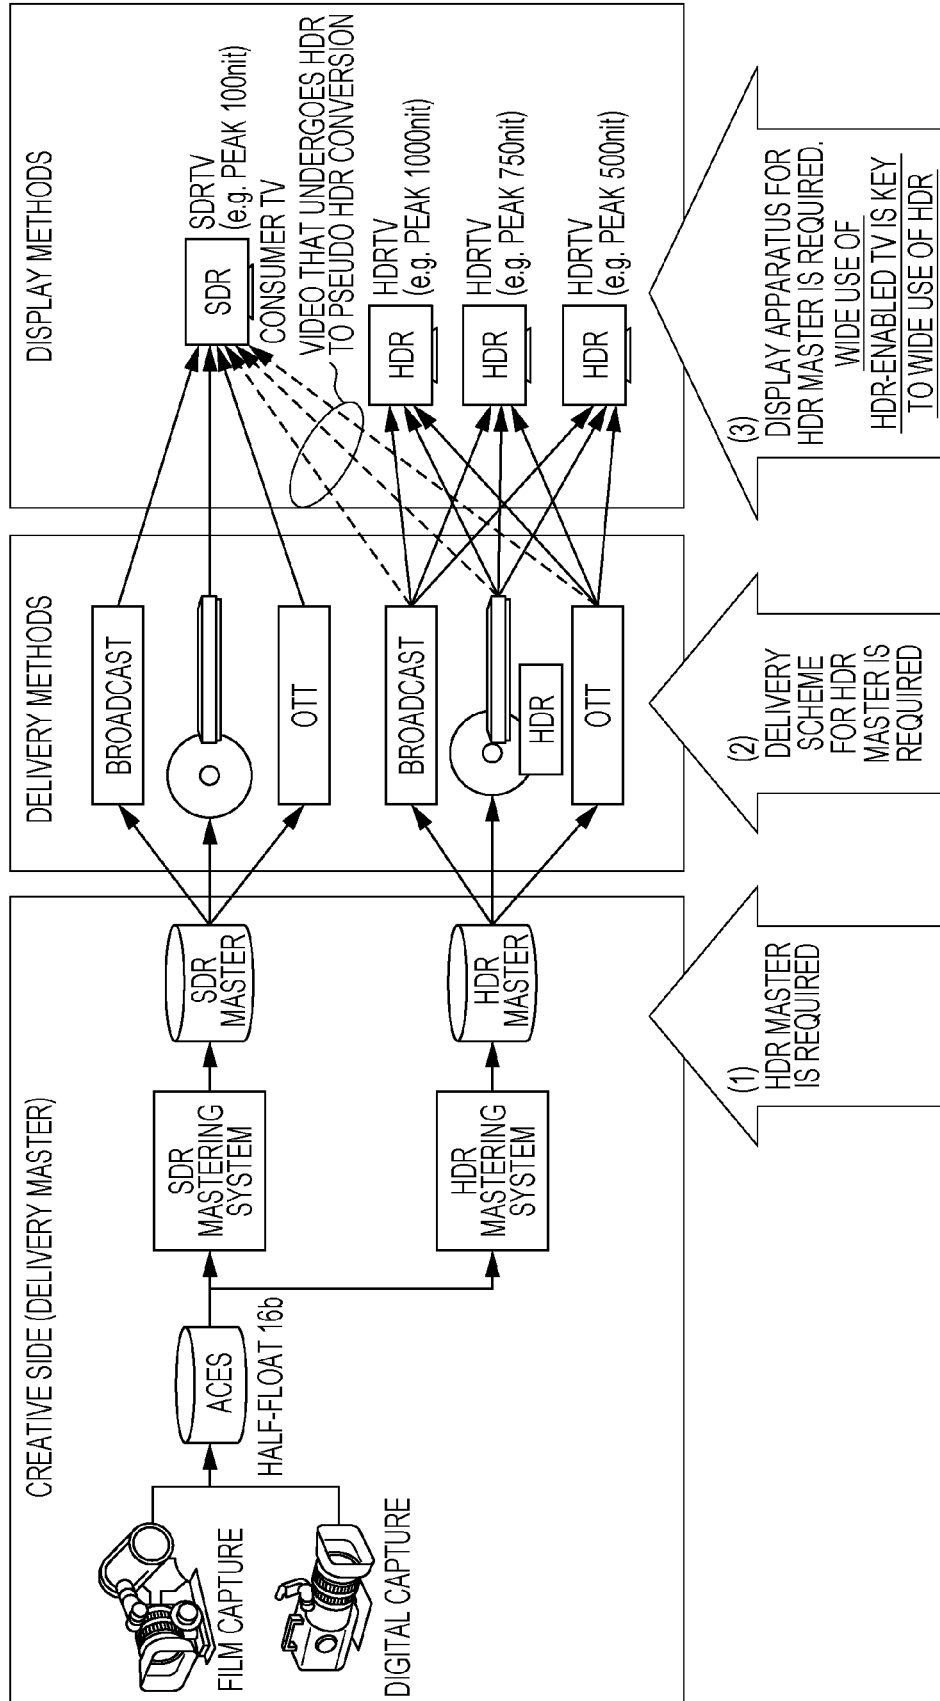 CREATIVE SIDE (DELIVERY MASTER)
FILM CAPTURE
DIGITAL CAPTURE
ACES
HALF-FLOAT 16b
SDR
MASTERING
SYSTEM
HDR
MASTERING
SYSTEM
SDR
MASTER
HDR
MASTER
DELIVERY METHODS
BROADCAST
OTT
BROADCAST
HDR
OTT
DISPLAY METHODS
SDR
SDRTV
(e.g. PEAK 100nit)
CONSUMER TV
VIDEO THAT UNDERGOES HDR
TO PSEUDO HDR CONVERSION
HDR
HDRTV
(e.g. PEAK 1000nit)
HDR
HDRTV
(e.g. PEAK 750nit)
HDR
HDRTV
(e.g. PEAK 500nit)
(1)
HDR MASTER
IS REQUIRED
(2)
DELIVERY
SCHEME
FOR HDR
MASTER IS
REQUIRED
(3)
DISPLAY APPARATUS FOR
HDR MASTER IS REQUIRED.
WIDE USE OF
HDR-ENABLED TV IS KEY
TO WIDE USE OF HDR